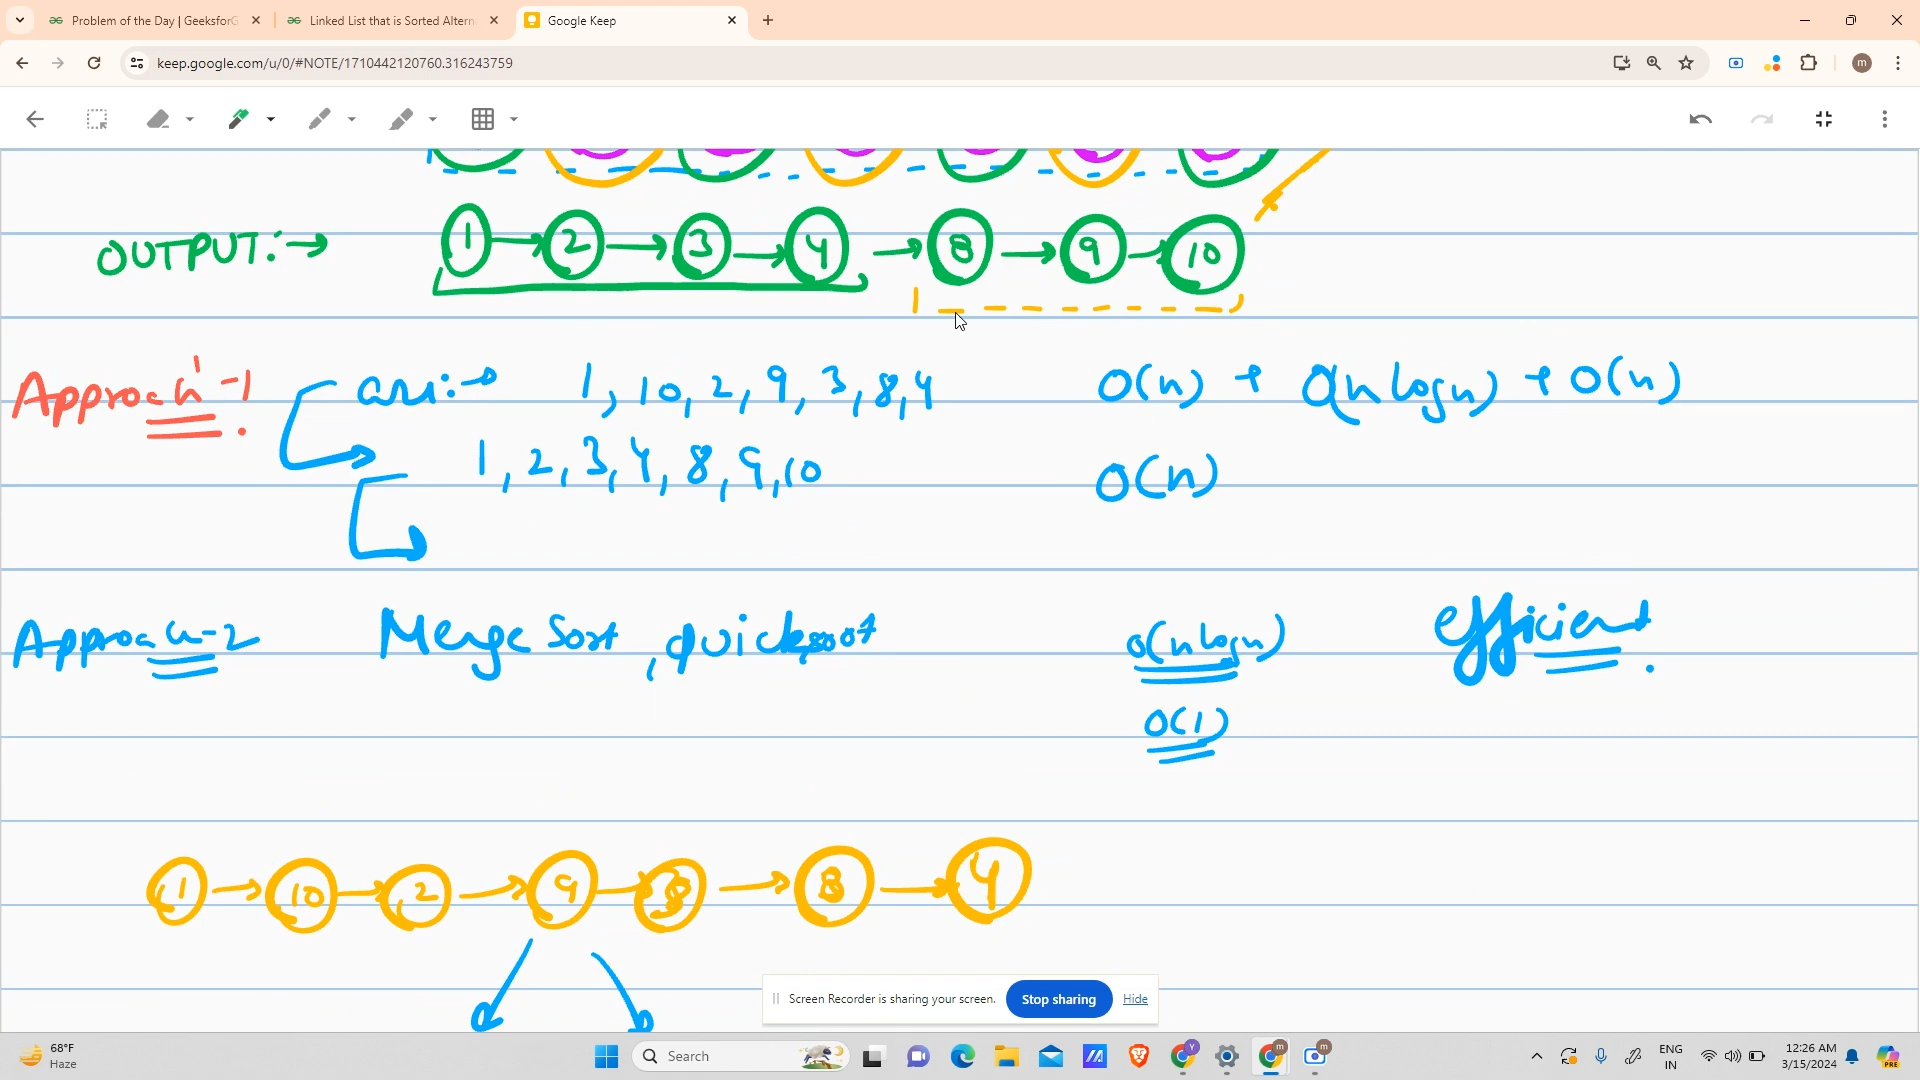 Problem of the Day | GeeksforG
Linked List that is Sorted Altern
Google Keep
keep.google.com/u/0/#NOTE/1710442120760.316243759
OUTPUT:→ 1 → 2 → 3 → 4 → 8 → 9 → 10
Approach-1 arr:→ 1, 10, 2, 9, 3, 8, 4 O(n) + O(n logn) + O(n)
1, 2, 3, 4, 8, 9, 10 O(n)
Approach-2 Merge Sort, quicksort O(n logn) efficient.
O(1)
1 → 10 → 2 → 9 → → 8 → 4
Screen Recorder is sharing your screen. Stop sharing Hide
68°F
Haze
Search
ENG
IN
12:26 AM
3/15/2024